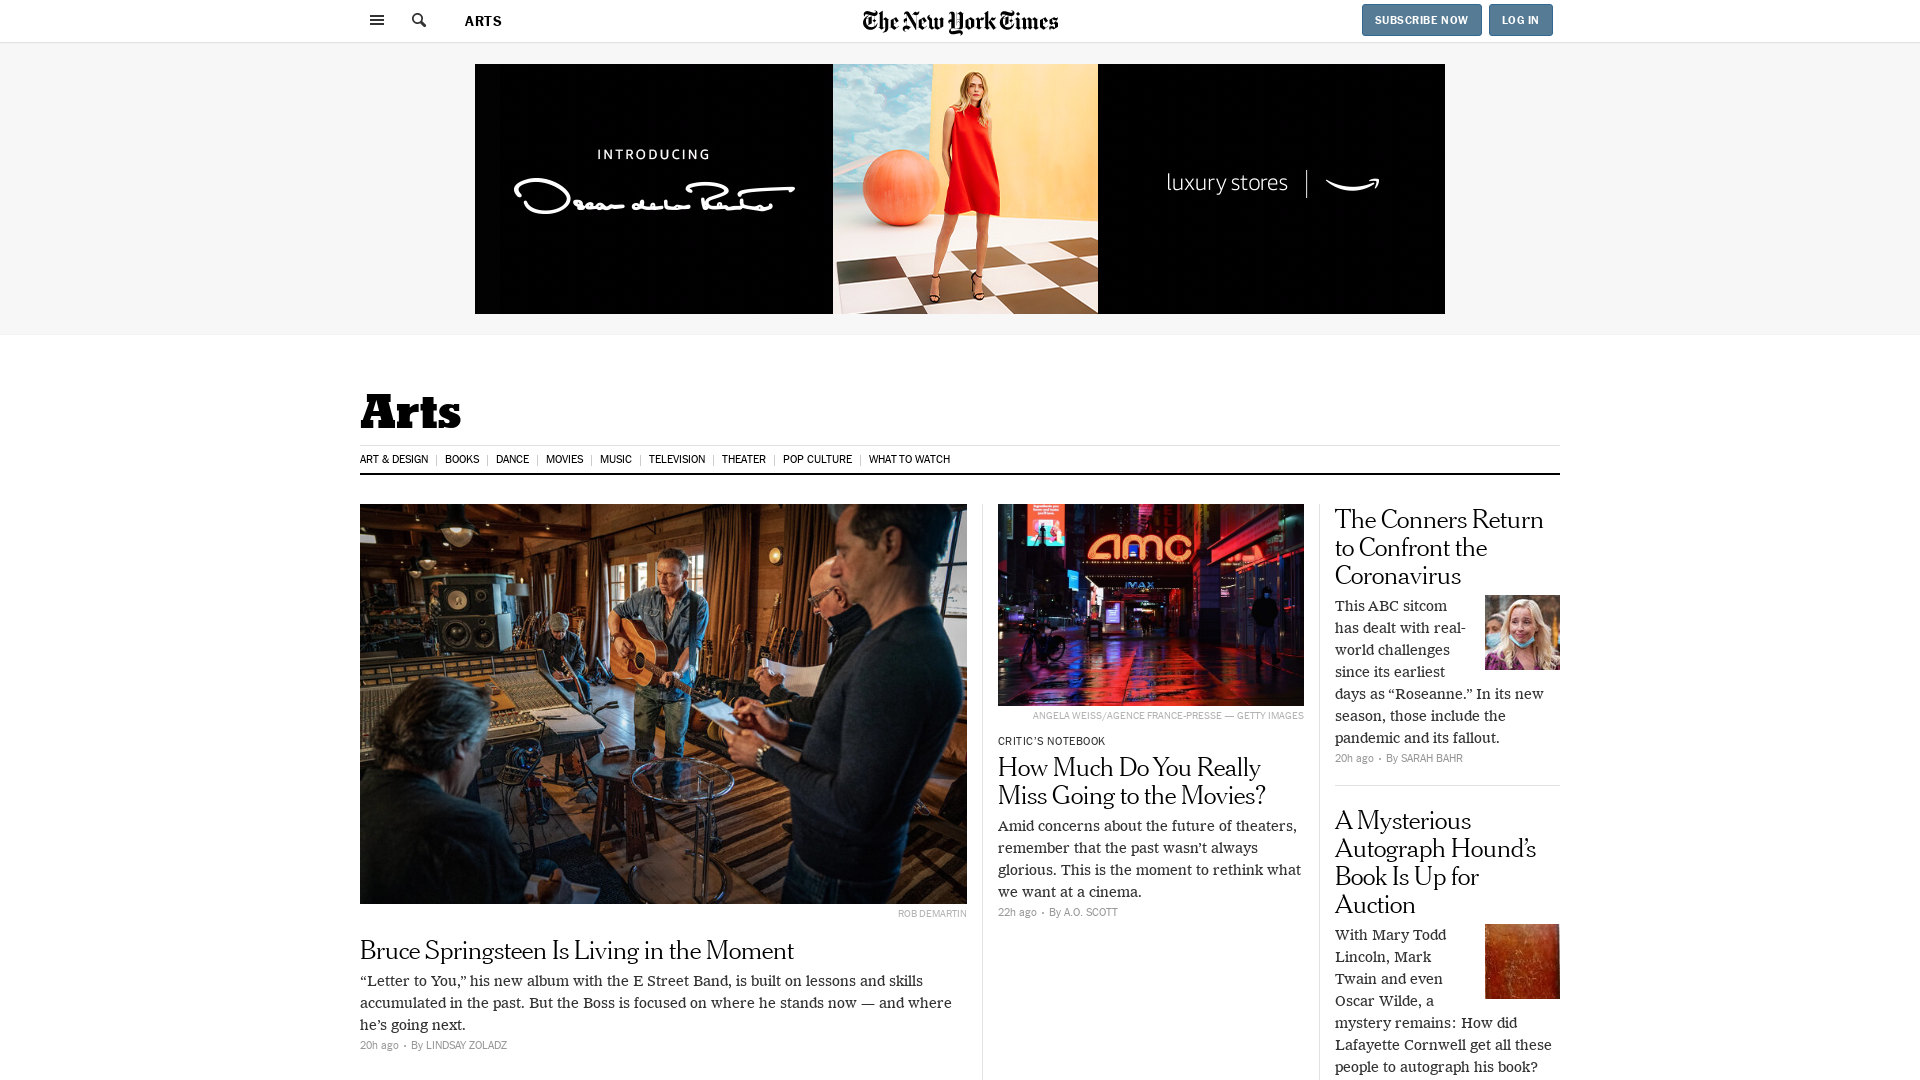 ARTS
The New York Times
SUBSCRIBE NOW
LOG IN
INTRODUCING
Oscar de la Renta
luxury stores
Arts
ART & DESIGN
BOOKS
DANCE
MOVIES
MUSIC
TELEVISION
THEATER
POP CULTURE
WHAT TO WATCH
ROB DEMARTIN
Bruce Springsteen Is Living in the Moment
“Letter to You,” his new album with the E Street Band, is built on lessons and skills
accumulated in the past. But the Boss is focused on where he stands now — and where
he’s going next.
20h ago • By LINDSAY ZOLADZ
amc
IMAX
ANGELA WEISS/AGENCE FRANCE-PRESSE — GETTY IMAGES
CRITIC’S NOTEBOOK
How Much Do You Really
Miss Going to the Movies?
Amid concerns about the future of theaters,
remember that the past wasn’t always
glorious. This is the moment to rethink what
we want at a cinema.
22h ago • By A.O. SCOTT
The Conners Return
to Confront the
Coronavirus
This ABC sitcom
has dealt with real-
world challenges
since its earliest
days as “Roseanne.” In its new
season, those include the
pandemic and its fallout.
20h ago • By SARAH BAHR
A Mysterious
Autograph Hound’s
Book Is Up for
Auction
With Mary Todd
Lincoln, Mark
Twain and even
Oscar Wilde, a
mystery remains: How did
Lafayette Cornwell get all these
people to autograph his book?